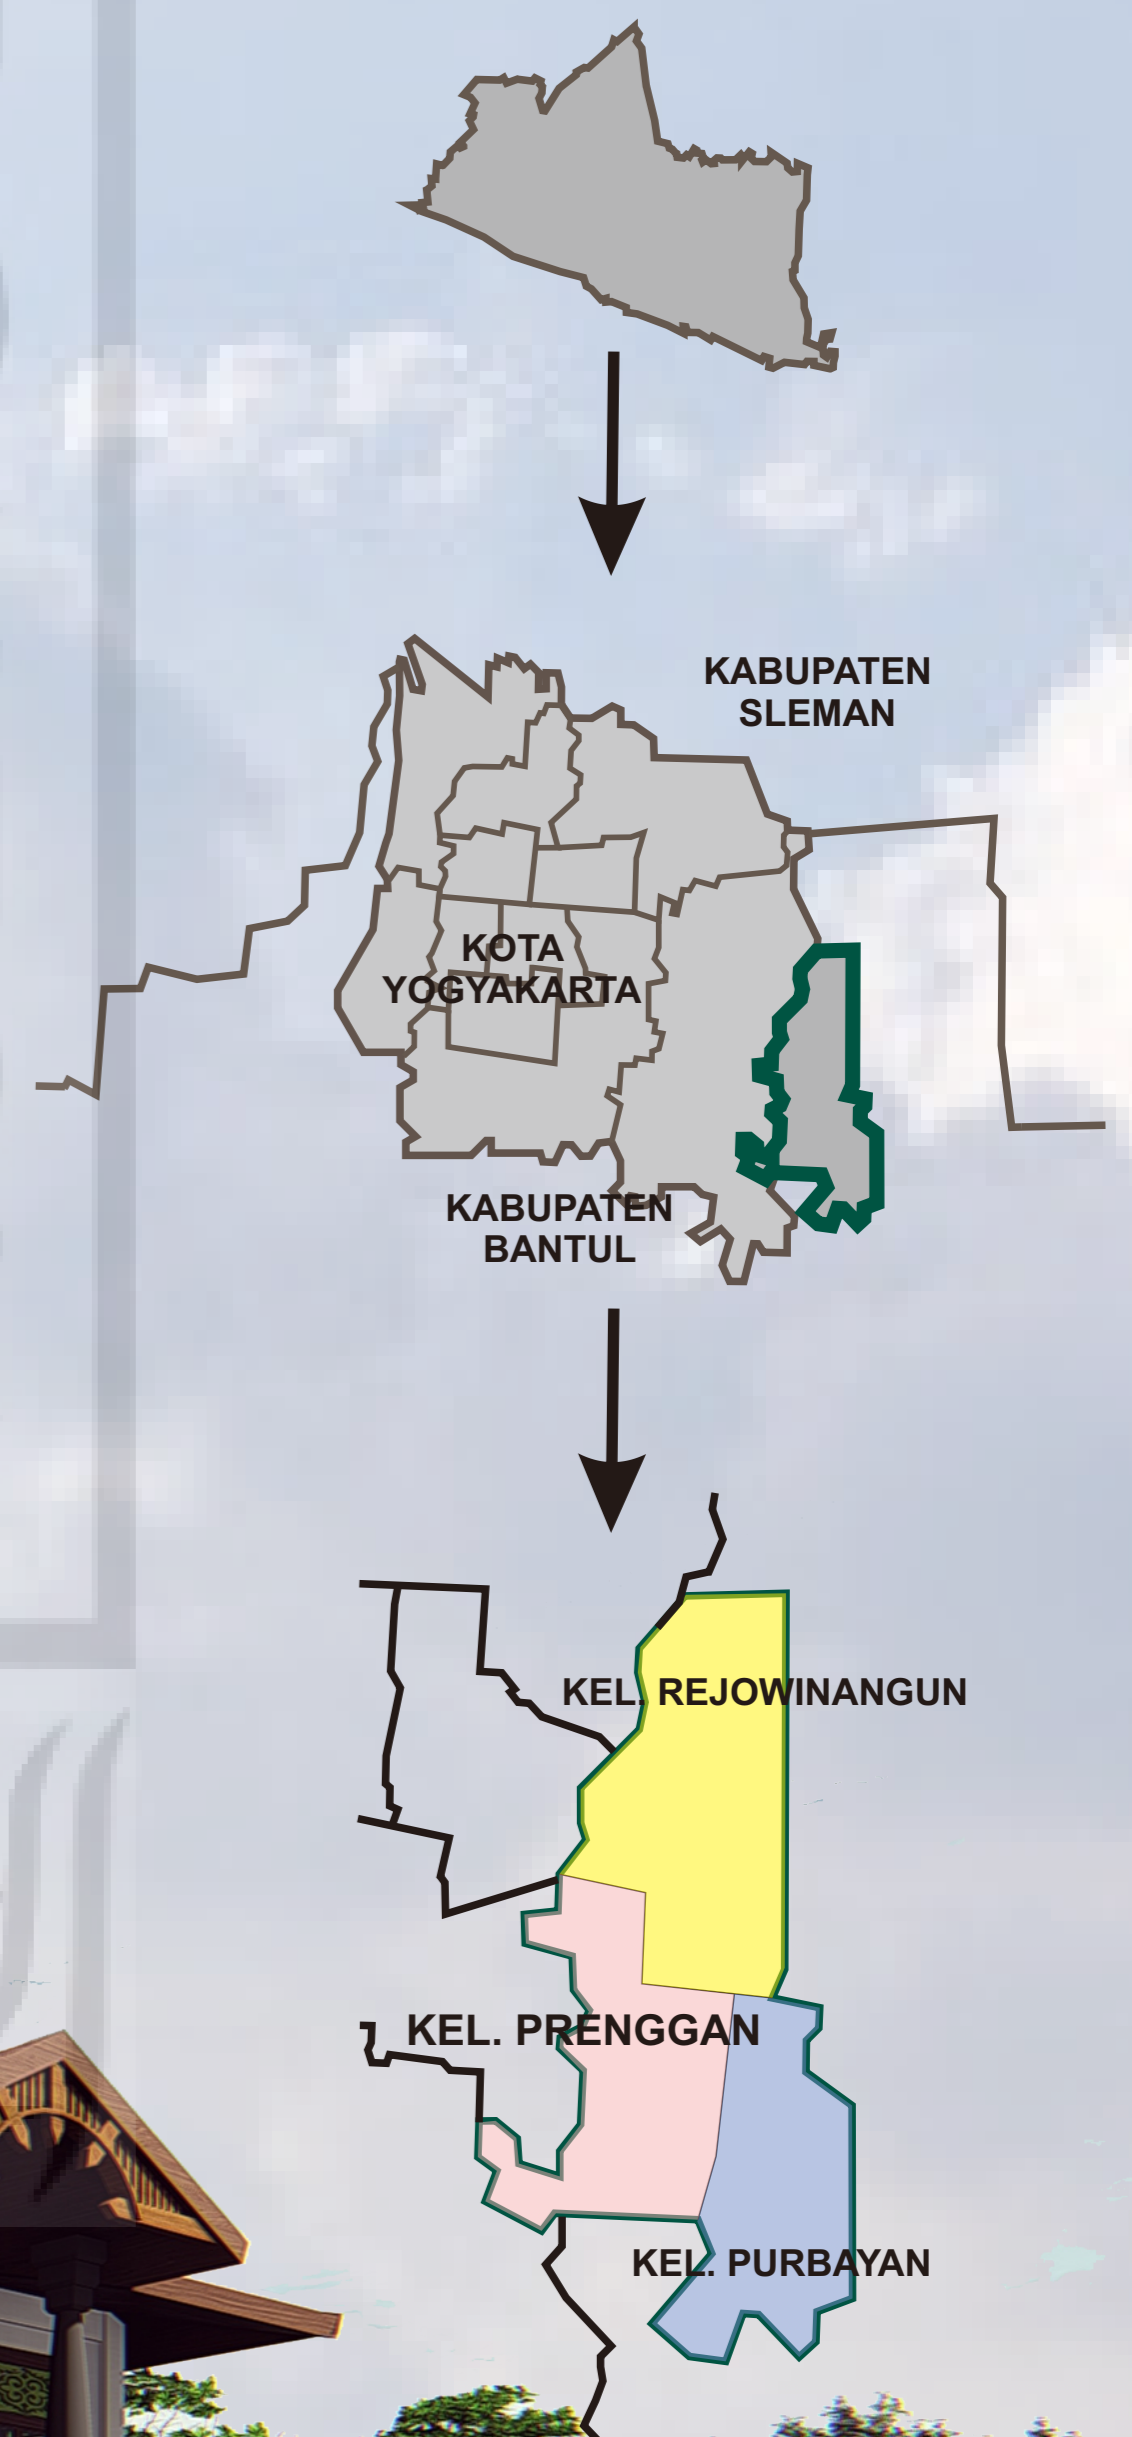 KABUPATEN
SLEMAN
KOTA
YOGYAKARTA
KABUPATEN
BANTUL
KEL. REJOWINANGUN
KEL. PRENGGAN
KEL. PURBAYAN